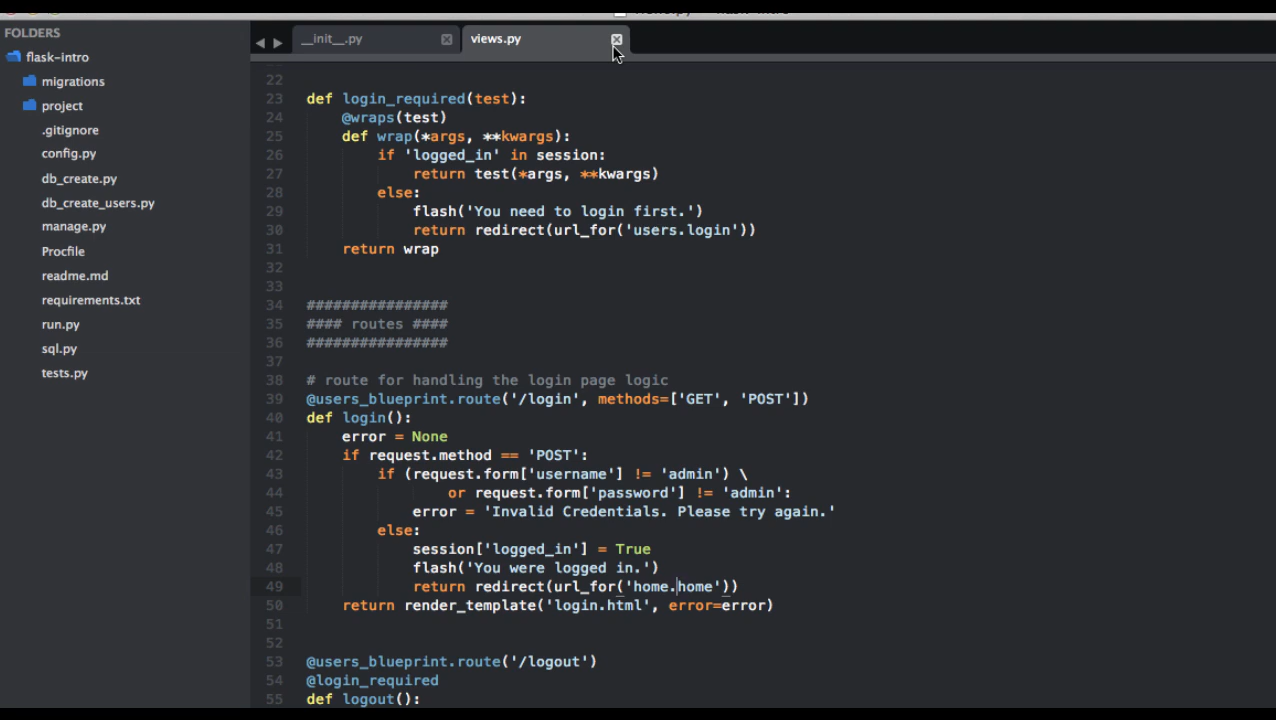 FOLDERS
flask-intro
migrations
project
.gitignore
config.py
db_create.py
db_create_users.py
manage.py
Procfile
readme.md
requirements.txt
run.py
sql.py
tests.py
__init__.py
views.py
22
23 def login_required(test):
24     @wraps(test)
25     def wrap(*args, **kwargs):
26         if 'logged_in' in session:
27             return test(*args, **kwargs)
28         else:
29             flash('You need to login first.')
30             return redirect(url_for('users.login'))
31     return wrap
32
33
34 ################
35 #### routes ####
36 ################
37
38 # route for handling the login page logic
39 @users_blueprint.route('/login', methods=['GET', 'POST'])
40 def login():
41     error = None
42     if request.method == 'POST':
43         if (request.form['username'] != 'admin') \
44                 or request.form['password'] != 'admin':
45             error = 'Invalid Credentials. Please try again.'
46         else:
47             session['logged_in'] = True
48             flash('You were logged in.')
49             return redirect(url_for('home.home'))
50     return render_template('login.html', error=error)
51
52
53 @users_blueprint.route('/logout')
54 @login_required
55 def logout():